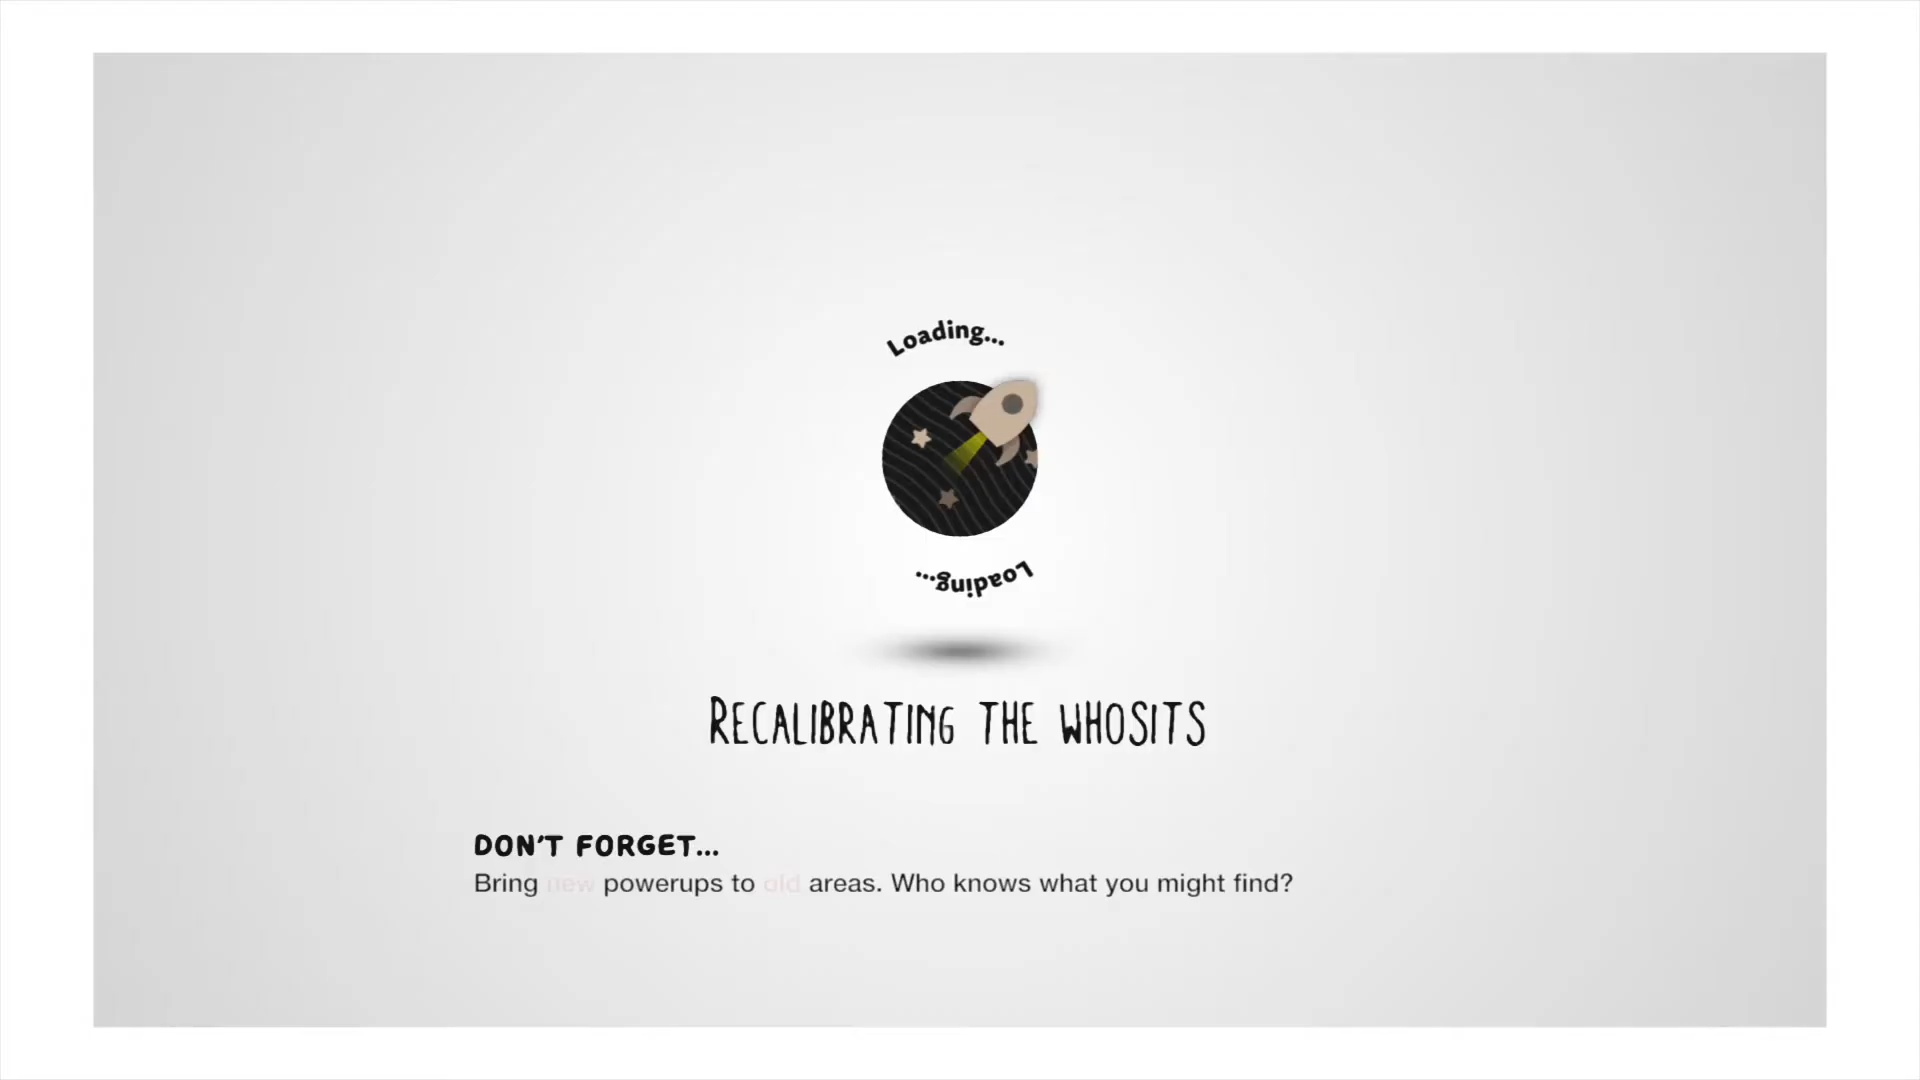 Loading...
Loading...
RECALIBRATING THE WHOSITS
DON'T FORGET...
Bring new powerups to old areas. Who knows what you might find?